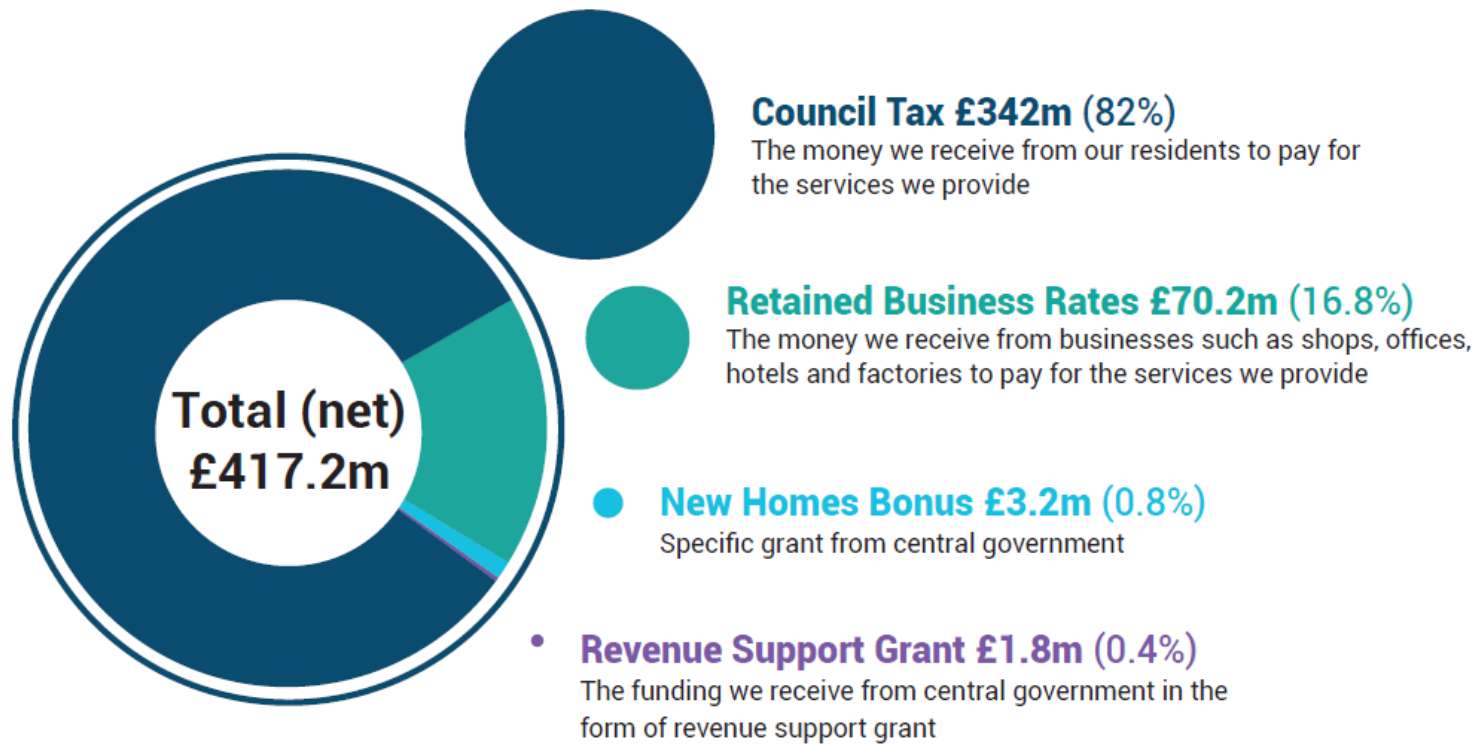 Council Tax £342m (82%)
The money we receive from our residents to pay for
the services we provide
Retained Business Rates £70.2m (16.8%)
The money we receive from businesses such as shops, offices,
hotels and factories to pay for the services we provide
Total (net)
£417.2m
New Homes Bonus £3.2m (0.8%)
Specific grant from central government
Revenue Support Grant £1.8m (0.4%)
The funding we receive from central government in the
form of revenue support grant